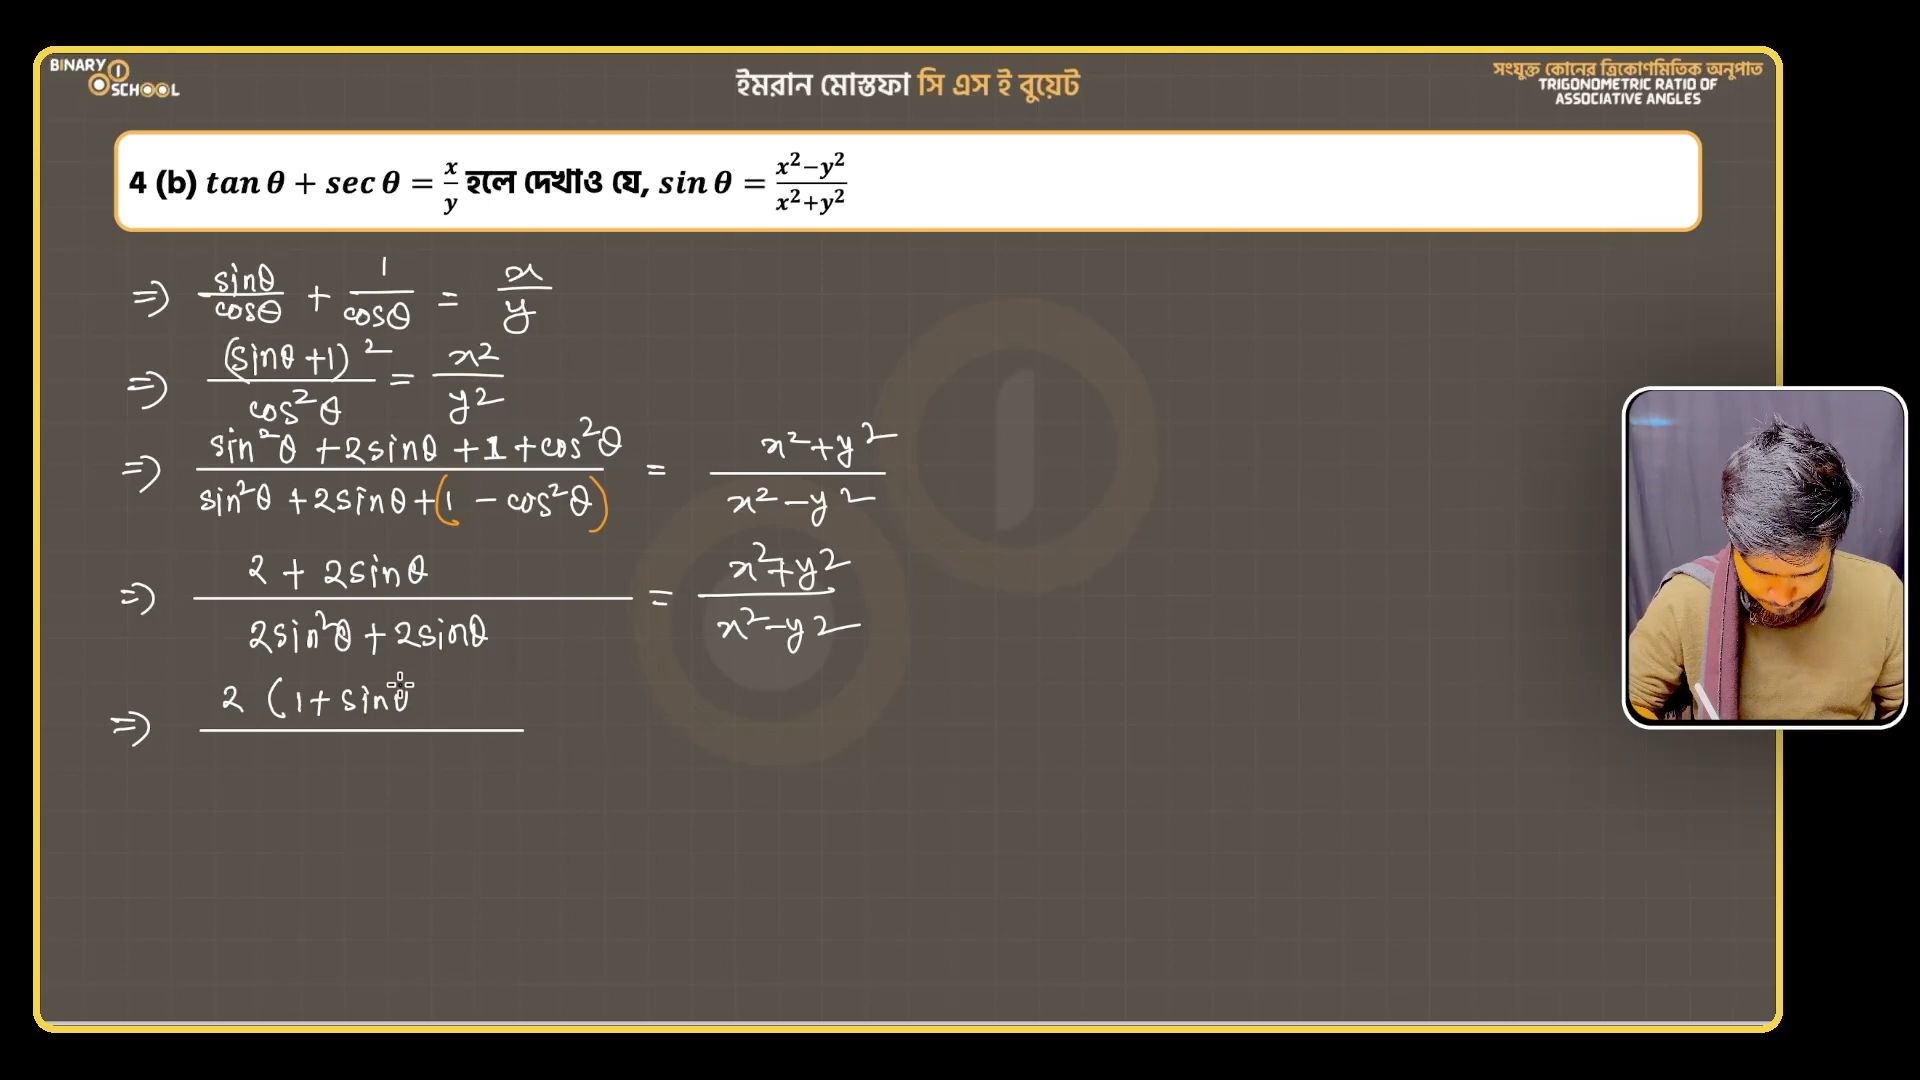 BINARY SCHOOL
ইমরান মোস্তফা সি এস ই বুয়েট
সংযুক্ত কোনের ত্রিকোণমিতিক অনুপাত
TRIGONOMETRIC RATIO OF
ASSOCIATIVE ANGLES
4 (b) tan θ + sec θ = x/y হলে দেখাও যে, sin θ = (x²−y²)/(x²+y²)
⇒ sinθ/cosθ + 1/cosθ = x/y
⇒ (sinθ+1)²/cos²θ = x²/y²
⇒ (sin²θ+2sinθ+1+cos²θ)/(sin²θ+2sinθ+(1−cos²θ)) = (x²+y²)/(x²−y²)
⇒ (2+2sinθ)/(2sin²θ+2sinθ) = (x²+y²)/(x²−y²)
⇒ 2(1+sinθ